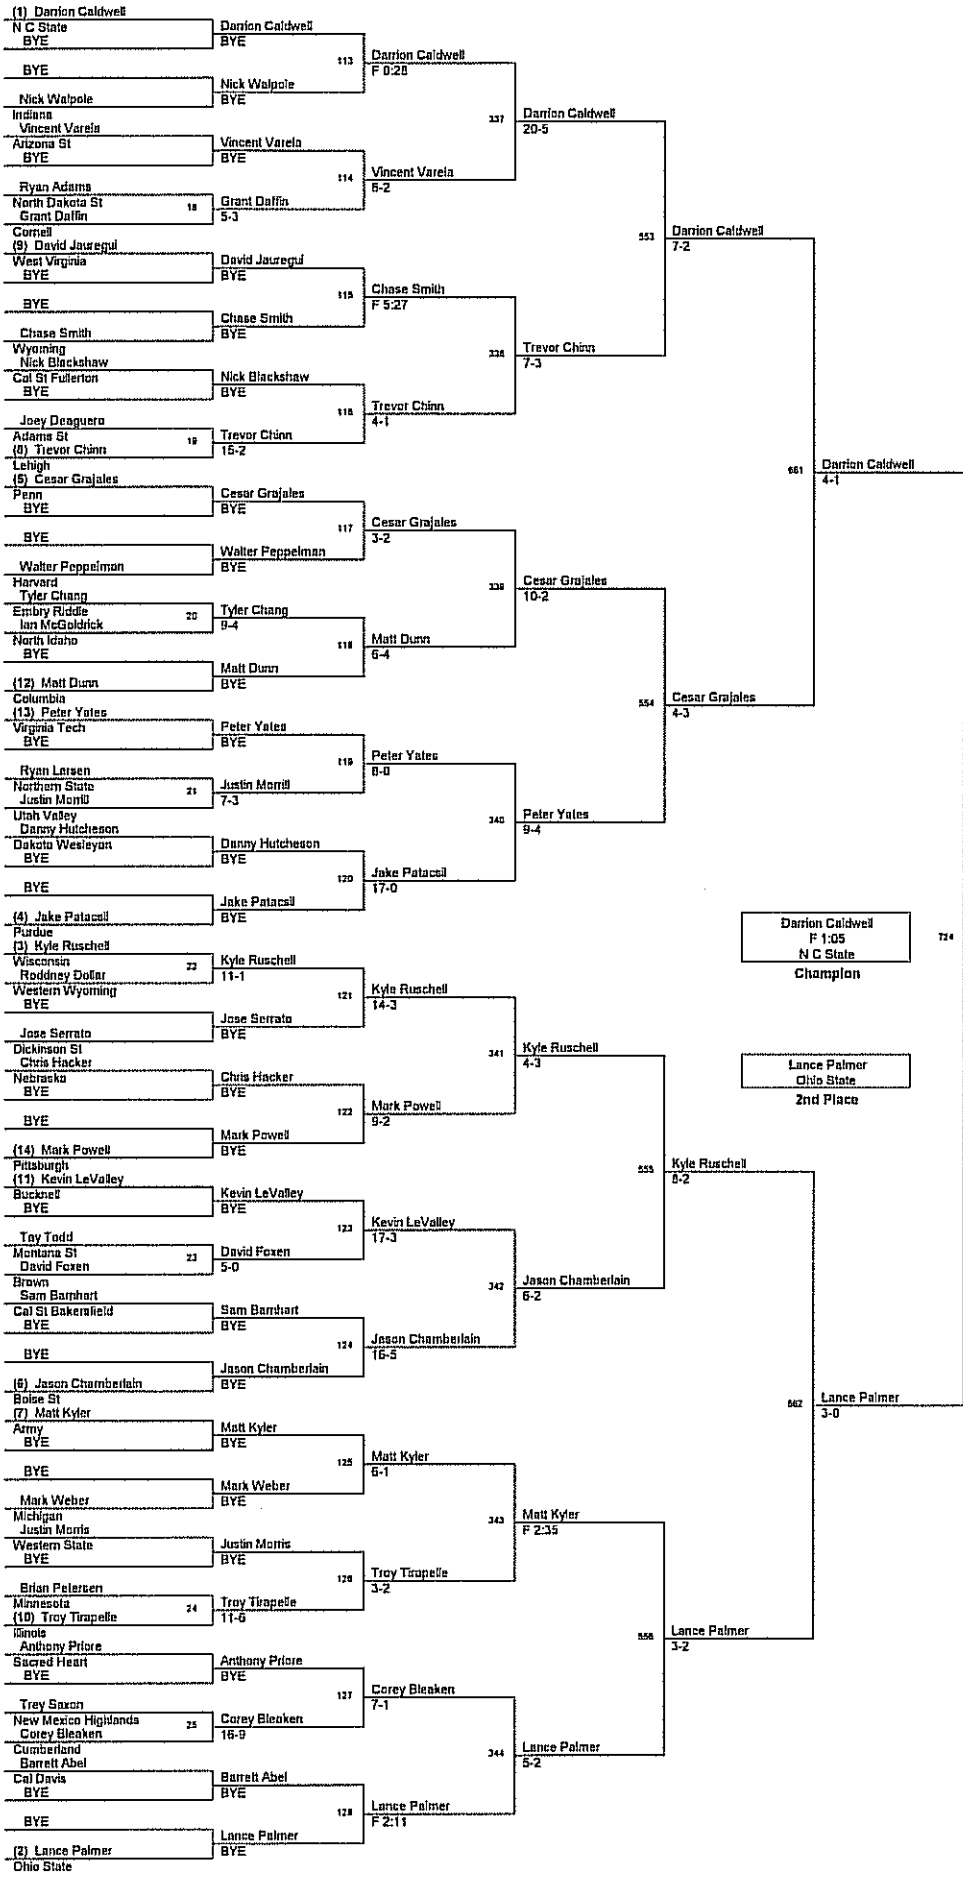 (1) Darrion Caldwell
N C State
BYE
BYE
Nick Walpole
Indiana
Vincent Varela
Arizona St
BYE
Ryan Adams
North Dakota St
18
Grant Daffin
Cornell
(9) David Jauregui
West Virginia
BYE
BYE
Chase Smith
Wyoming
Nick Blackshaw
Cal St Fullerton
BYE
Joey Deaguero
Adams St
19
(8) Trevor Chinn
Lehigh
(5) Cesar Grajales
Penn
BYE
BYE
Walter Peppelman
Harvard
Tyler Chang
Embry Riddle
20
Ian McGoldrick
North Idaho
BYE
(12) Matt Dunn
Columbia
(13) Peter Yates
Virginia Tech
BYE
Ryan Larsen
Northern State
21
Justin Morrill
Utah Valley
Danny Hutcheson
Dakota Wesleyan
BYE
BYE
(4) Jake Patacsil
Purdue
(3) Kyle Ruschell
Wisconsin
22
Roddney Dollar
Western Wyoming
BYE
Jose Serrato
Dickinson St
Chris Hacker
Nebraska
BYE
BYE
(14) Mark Powell
Pittsburgh
(11) Kevin LeValley
Bucknell
BYE
Tay Todd
Montana St
23
David Foxen
Brown
Sam Barnhart
Cal St Bakersfield
BYE
BYE
(6) Jason Chamberlain
Boise St
(7) Matt Kyler
Army
BYE
BYE
Mark Weber
Michigan
Justin Morris
Western State
BYE
Brian Petersen
Minnesota
24
(10) Troy Tirapelle
Illinois
Anthony Priore
Sacred Heart
BYE
Trey Saxon
New Mexico Highlands
25
Corey Bleaken
Cumberland
Barrett Abel
Cal Davis
BYE
BYE
(2) Lance Palmer
Ohio State
Darrion Caldwell
BYE
113
Nick Walpole
BYE
Vincent Varela
BYE
114
Grant Daffin
5-3
David Jauregui
BYE
115
Chase Smith
BYE
Nick Blackshaw
BYE
116
Trevor Chinn
15-2
Cesar Grajales
BYE
117
Walter Peppelman
BYE
Tyler Chang
9-4
118
Matt Dunn
BYE
Peter Yates
BYE
119
Justin Morrill
7-3
Danny Hutcheson
BYE
120
Jake Patacsil
BYE
Kyle Ruschell
11-1
121
Jose Serrato
BYE
Chris Hacker
BYE
122
Mark Powell
BYE
Kevin LeValley
BYE
123
David Foxen
5-0
Sam Barnhart
BYE
124
Jason Chamberlain
BYE
Matt Kyler
BYE
125
Mark Weber
BYE
Justin Morris
BYE
126
Troy Tirapelle
11-6
Anthony Priore
BYE
127
Corey Bleaken
16-9
Barrett Abel
BYE
128
Lance Palmer
BYE
Darrion Caldwell
F 0:28
337
Vincent Varela
6-2
Chase Smith
F 5:27
338
Trevor Chinn
4-1
Cesar Grajales
3-2
339
Matt Dunn
6-4
Peter Yates
8-0
340
Jake Patacsil
17-0
Kyle Ruschell
14-3
341
Mark Powell
9-2
Kevin LeValley
17-3
342
Jason Chamberlain
16-5
Matt Kyler
6-1
343
Troy Tirapelle
3-2
Corey Bleaken
7-1
344
Lance Palmer
F 2:11
Darrion Caldwell
20-5
553
Trevor Chinn
7-3
Cesar Grajales
10-2
554
Peter Yates
9-4
Kyle Ruschell
4-3
555
Jason Chamberlain
6-2
Matt Kyler
F 2:35
556
Lance Palmer
5-2
Darrion Caldwell
7-2
661
Cesar Grajales
4-3
Kyle Ruschell
8-2
662
Lance Palmer
3-2
Darrion Caldwell
4-1
Lance Palmer
3-0
Darrion Caldwell
F 1:05
N C State
724
Champion
Lance Palmer
Ohio State
2nd Place